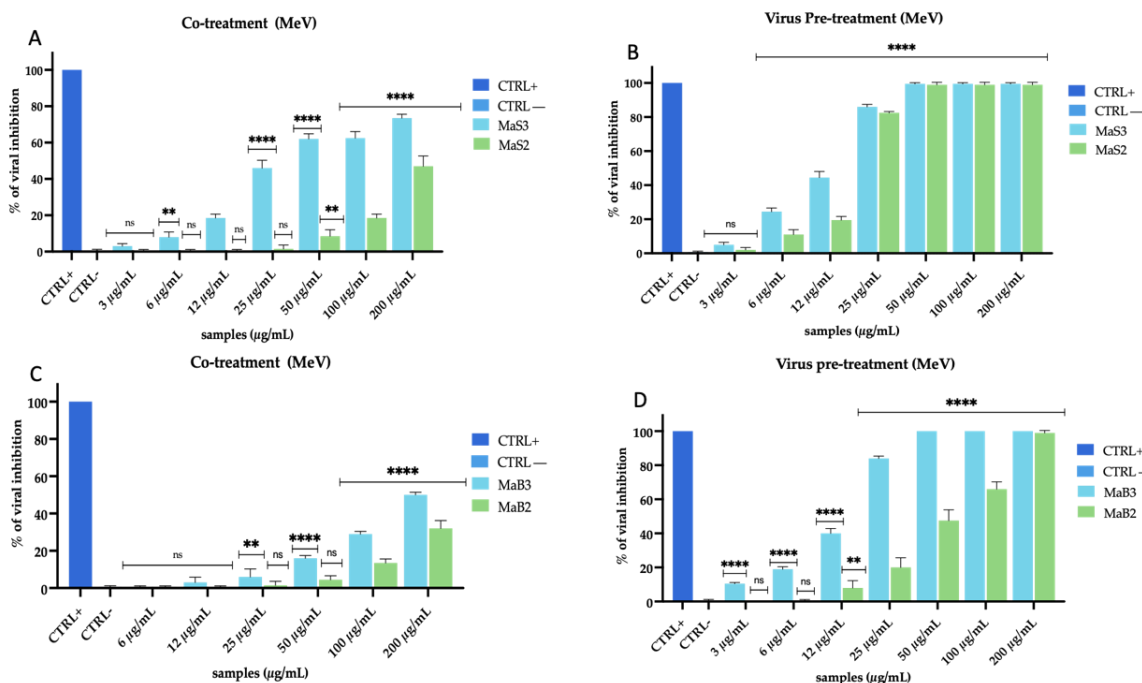 A
Co-treatment (MeV)
% of viral inhibition
100
80
60
40
20
0
ns
**
ns
ns
****
ns
****
**
****
CTRL+
CTRL-
3 µg/mL
6 µg/mL
12 µg/mL
25 µg/mL
50 µg/mL
100 µg/mL
200 µg/mL
samples (µg/mL)
CTRL+
CTRL —
MaS3
MaS2
B
Virus Pre-treatment (MeV)
% of viral inhibition
100
80
60
40
20
0
ns
****
CTRL+
CTRL-
3 µg/mL
6 µg/mL
12 µg/mL
25 µg/mL
50 µg/mL
100 µg/mL
200 µg/mL
samples (µg/mL)
CTRL+
CTRL —
MaS3
MaS2
C
Co-treatment (MeV)
% of viral inhibition
100
80
60
40
20
0
ns
**
ns
****
ns
****
CTRL+
CTRL-
6 µg/mL
12 µg/mL
25 µg/mL
50 µg/mL
100 µg/mL
200 µg/mL
samples (µg/mL)
CTRL+
CTRL —
MaB3
MaB2
D
Virus pre-treatment (MeV)
% of viral inhibition
100
80
60
40
20
0
****
ns
****
ns
****
**
****
CTRL+
CTRL-
3 µg/mL
6 µg/mL
12 µg/mL
25 µg/mL
50 µg/mL
100 µg/mL
200 µg/mL
samples (µg/mL)
CTRL+
CTRL -
MaB3
MaB2